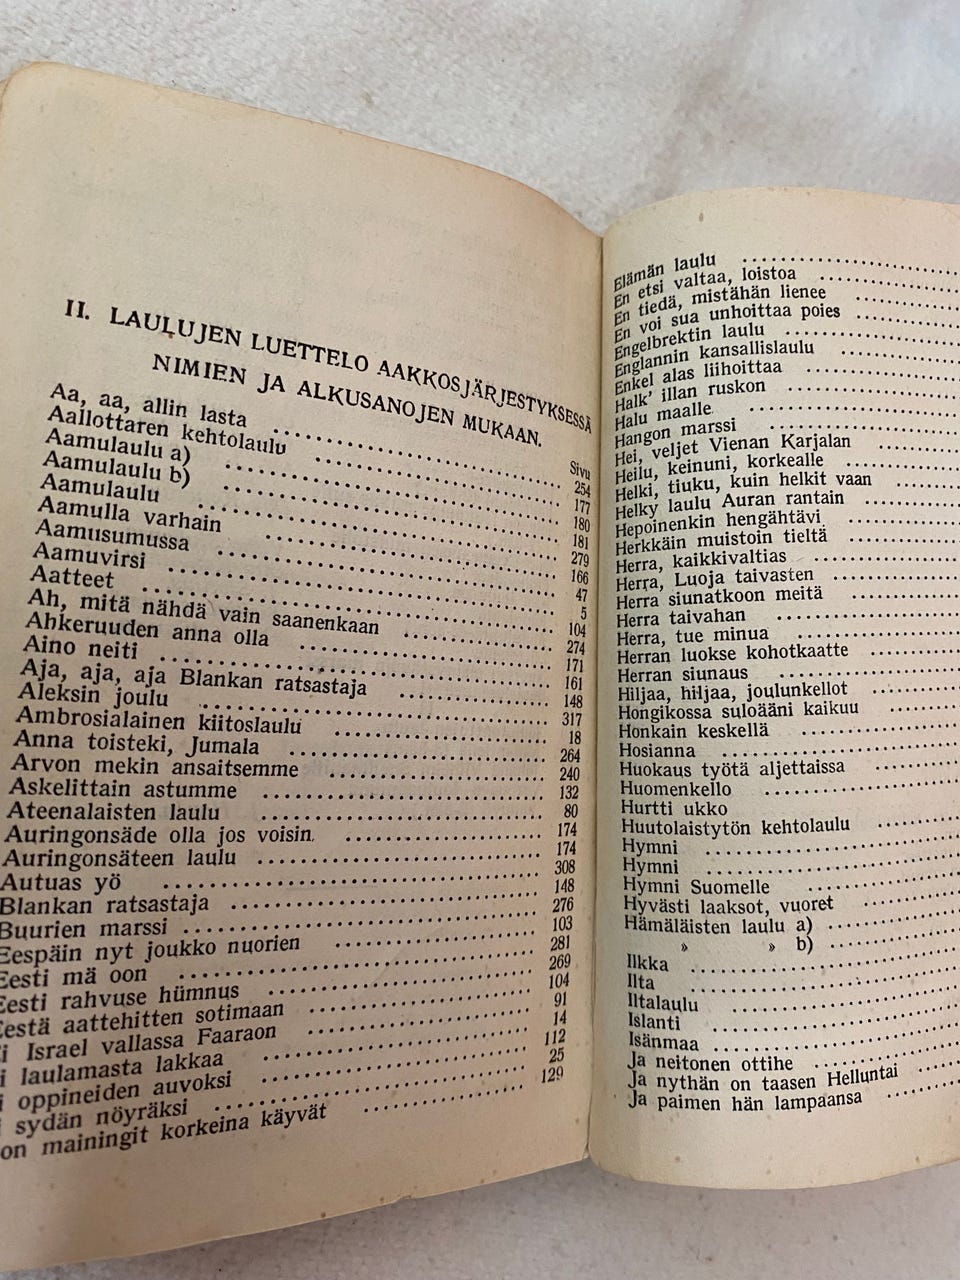 II. LAULUJEN LUETTELO AAKKOSJÄRJESTYKSESSÄ
NIMIEN JA ALKUSANOJEN MUKAAN.
Sivu
Aa, aa, allin lasta ........ 254
Aallottaren kehtolaulu ........ 177
Aamulaulu a) ........ 180
Aamulaulu b) ........ 181
Aamulaulu ........ 279
Aamulla varhain ........ 166
Aamusumussa ........ 47
Aamuvirsi ........ 5
Aatteet ........ 104
Ah, mitä nähdä vain saanenkaan ........ 274
Ahkeruuden anna olla ........ 171
Aino neiti ........ 161
Aja, aja, aja Blankan ratsastaja ........ 148
Aleksin joulu ........ 317
Ambrosialainen kiitoslaulu ........ 18
Anna toisteki, Jumala ........ 264
Arvon mekin ansaitsemme ........ 240
Askelittain astumme ........ 132
Ateenalaisten laulu ........ 80
Auringonsäde olla jos voisin ........ 174
Auringonsäteen laulu ........ 174
Autuas yö ........ 308
Blankan ratsastaja ........ 148
Buurien marssi ........ 276
Eespäin nyt joukko nuorien ........ 103
Eesti mä oon ........ 281
Eesti rahvuse hümnus ........ 269
Eestä aattehitten sotimaan ........ 104
i Israel vallassa Faaraon ........ 91
i laulamasta lakkaa ........ 14
i oppineiden auvoksi ........ 112
i sydän nöyräksi ........ 25
on mainingit korkeina käyvät ........ 129
Elämän laulu ........
En etsi valtaa, loistoa ........
En tiedä, mistähän lienee ........
En voi sua unhoittaa poies ........
Engelbrektin laulu ........
Englannin kansallislaulu ........
Enkel alas liihoittaa ........
Halk' illan ruskon ........
Halu maalle ........
Hangon marssi ........
Hei, veljet Vienan Karjalan ........
Heilu, keinuni, korkealle ........
Helki, tiuku, kuin helkit vaan ........
Helky laulu Auran rantain ........
Hepoinenkin hengähtävi ........
Herkkäin muistoin tieltä ........
Herra, kaikkivaltias ........
Herra, Luoja taivasten ........
Herra siunatkoon meitä ........
Herra taivahan ........
Herra, tue minua ........
Herran luokse kohotkaatte ........
Herran siunaus ........
Hiljaa, hiljaa, joulunkellot ........
Hongikossa suloääni kaikuu ........
Honkain keskellä ........
Hosianna ........
Huokaus työtä aljettaissa ........
Huomenkello ........
Hurtti ukko
Huutolaistytön kehtolaulu ........
Hymni ........
Hymni ........
Hymni Suomelle ........
Hyvästi laaksot, vuoret ........
Hämäläisten laulu a) ........
» » b) ........
Ilkka ........
Ilta ........
Iltalaulu ........
Islanti ........
Isänmaa ........
Ja neitonen ottihe ........
Ja nythän on taasen Helluntai ........
Ja paimen hän lampaansa ........